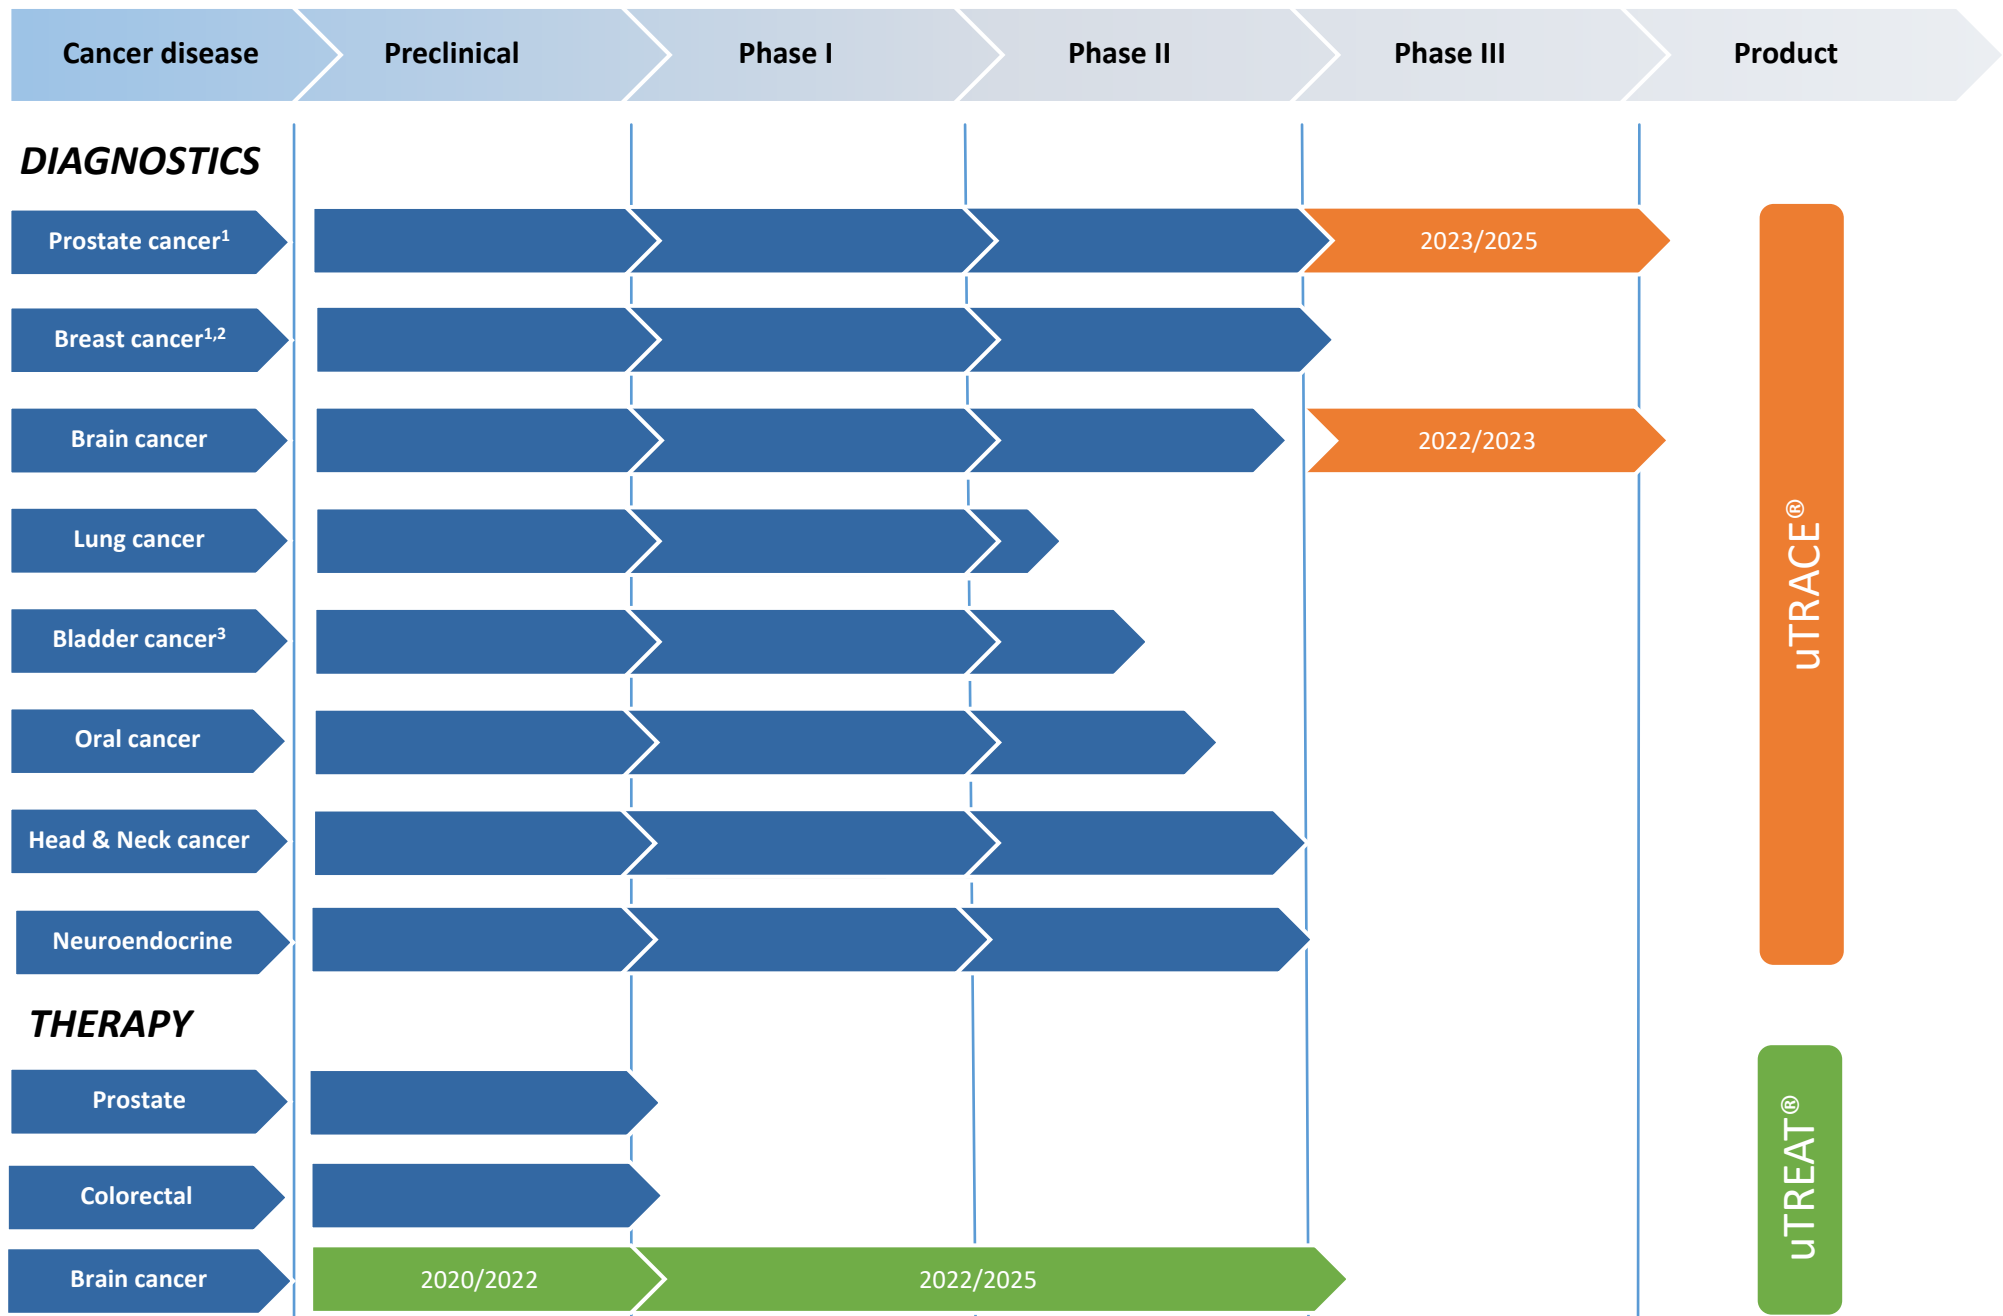 Cancer disease
Preclinical
Phase I
Phase II
Phase III
Product
DIAGNOSTICS
Prostate cancer¹
2023/2025
Breast cancer¹,²
Brain cancer
2022/2023
Lung cancer
Bladder cancer³
Oral cancer
Head & Neck cancer
Neuroendocrine
uTRACE®
THERAPY
Prostate
Colorectal
Brain cancer
2020/2022
2022/2025
uTREAT®